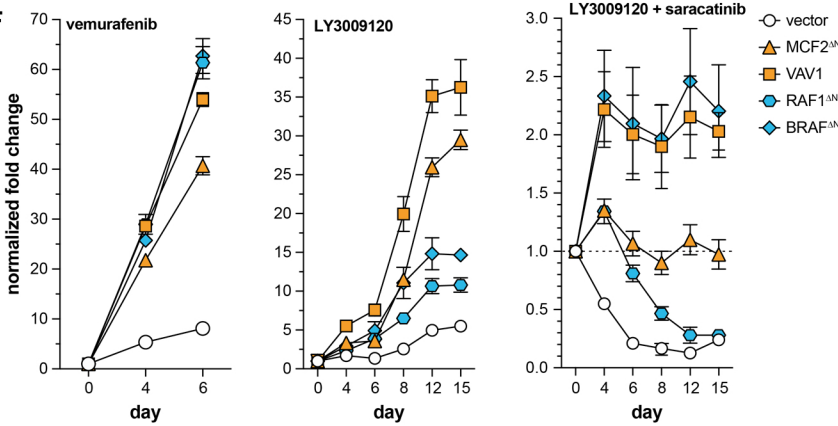 vemurafenib
normalized fold change
70
60
50
40
30
20
10
0
0 4 6
day
LY3009120
45
40
35
30
25
20
15
10
5
0
0 4 6 8 12 15
day
LY3009120 + saracatinib
3.0
2.5
2.0
1.5
1.0
0.5
0.0
0 4 6 8 12 15
day
vector
MCF2ΔN
VAV1
RAF1ΔN
BRAFΔN